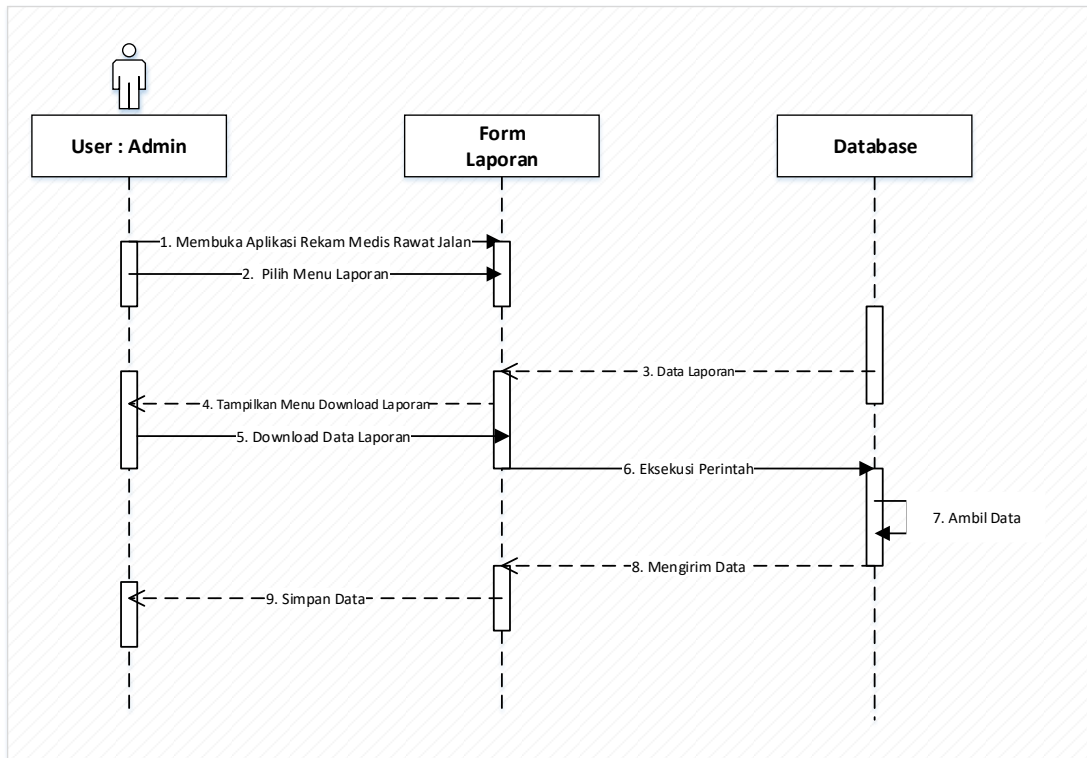 User : Admin
Form
Laporan
Database
1. Membuka Aplikasi Rekam Medis Rawat Jalan
2. Pilih Menu Laporan
3. Data Laporan
4. Tampilkan Menu Download Laporan
5. Download Data Laporan
6. Eksekusi Perintah
7. Ambil Data
8. Mengirim Data
9. Simpan Data